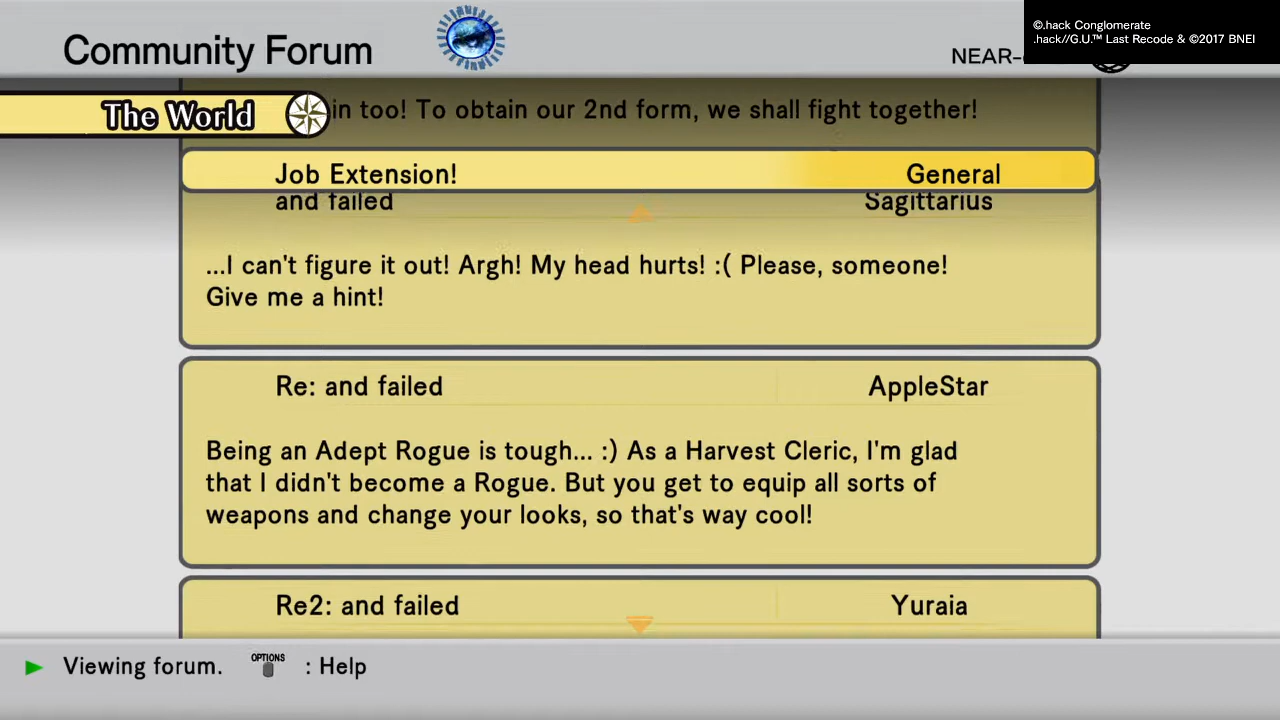 ©.hack Conglomerate
.hack//G.U.™ Last Recode & ©2017 BNEI
Community Forum
The World
in too! To obtain our 2nd form, we shall fight together!
Job Extension! General
and failed Sagittarius
...I can't figure it out! Argh! My head hurts! :( Please, someone!
Give me a hint!
Re: and failed AppleStar
Being an Adept Rogue is tough... :) As a Harvest Cleric, I'm glad
that I didn't become a Rogue. But you get to equip all sorts of
weapons and change your looks, so that's way cool!
Re2: and failed Yuraia
Viewing forum. OPTIONS : Help